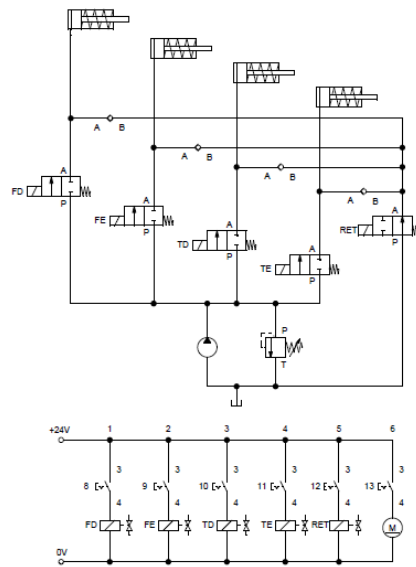 A B
A B
A B
A B
FD A P
FE A P
TD A P
TE A P
RET A P
P
T
+24V 1 2 3 4 5 6
3 3 3 3 3 3
8 9 10 11 12 13
4 4 4 4 4 4
FD FE TD TE RET M
0V